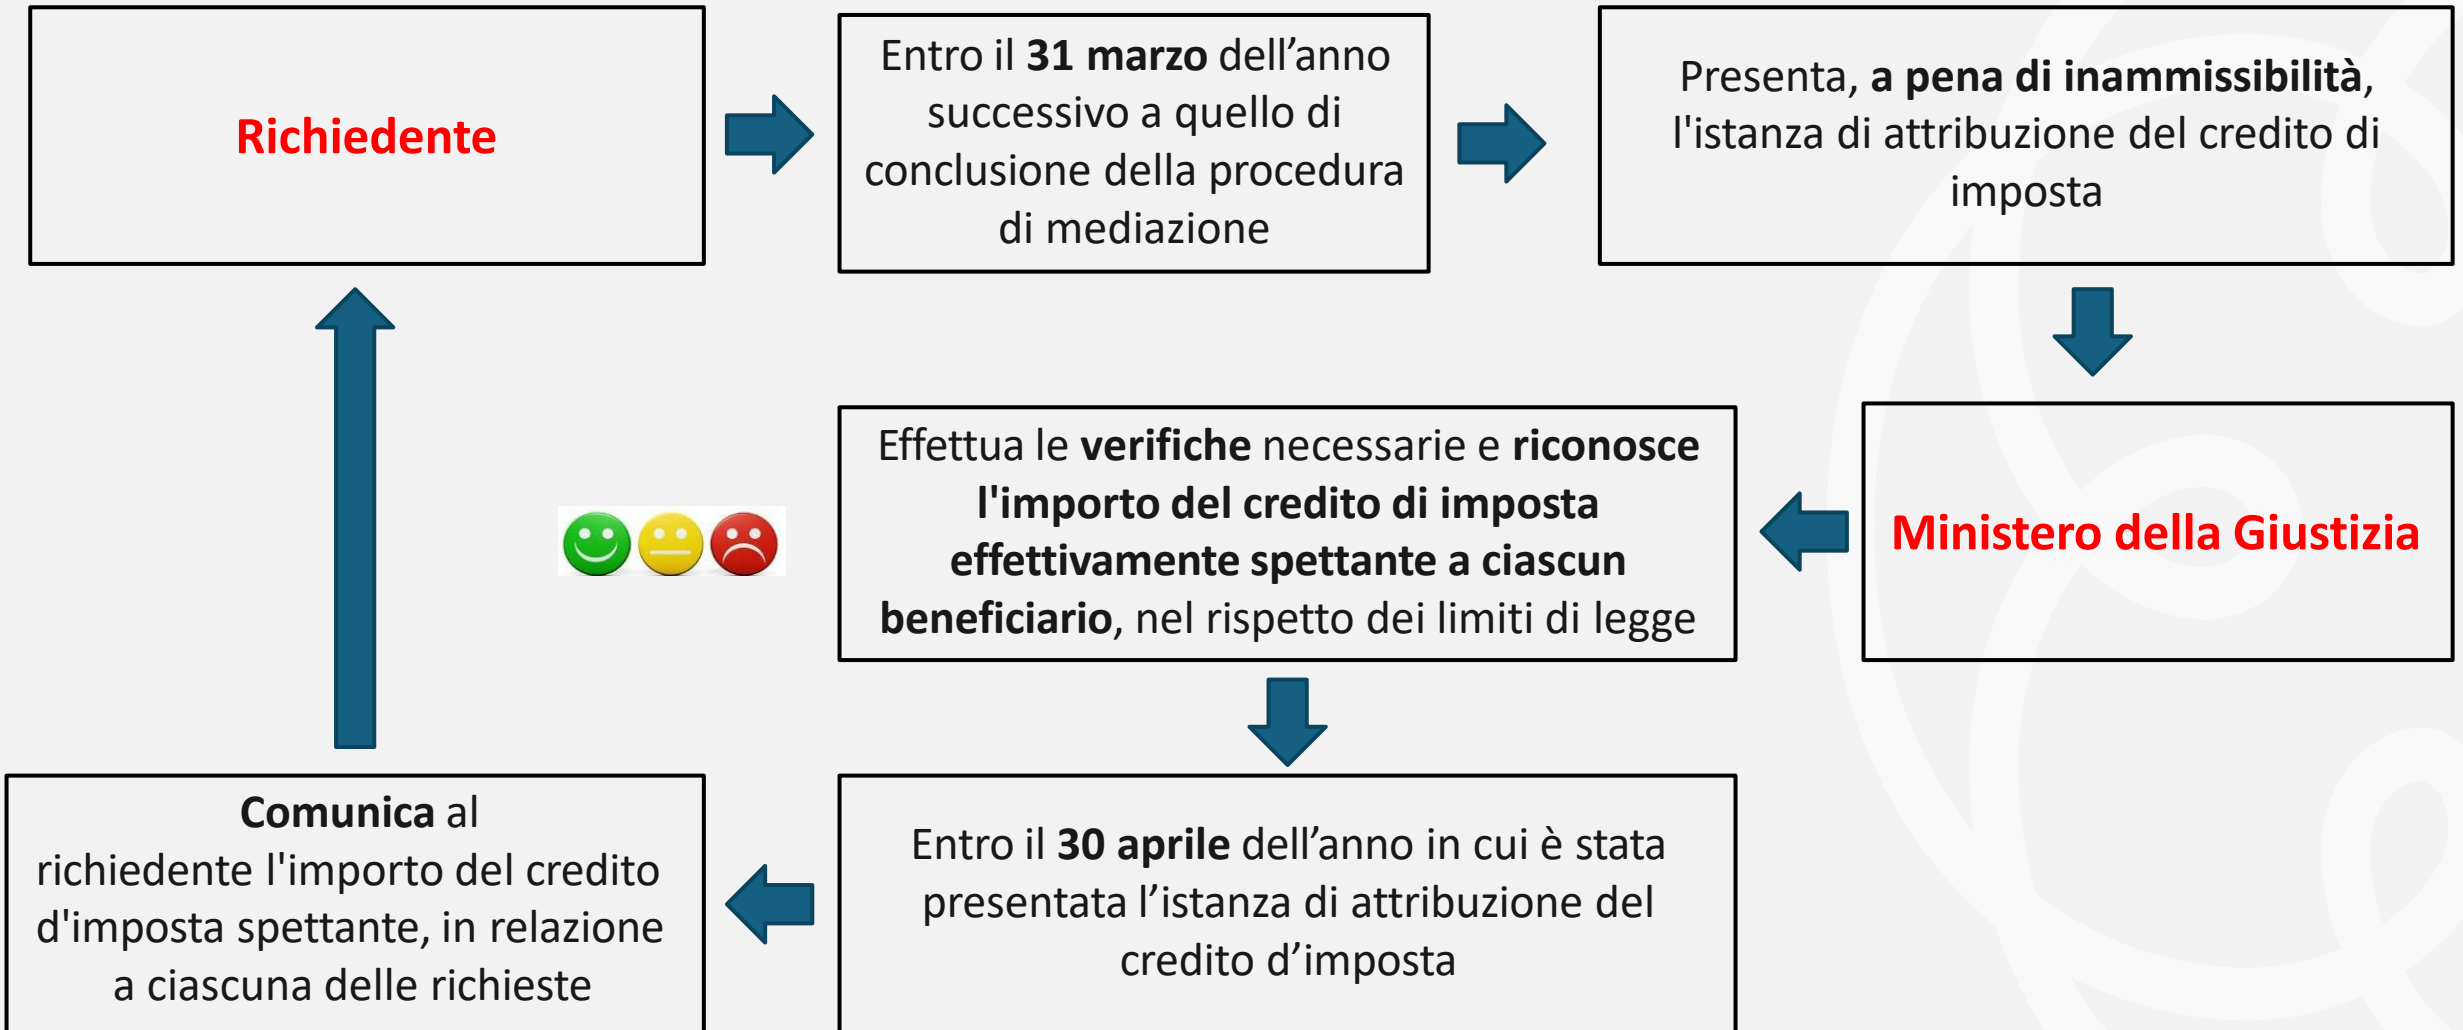 Richiedente
Entro il 31 marzo dell’anno
successivo a quello di
conclusione della procedura
di mediazione
Presenta, a pena di inammissibilità,
l'istanza di attribuzione del credito di
imposta
Ministero della Giustizia
Effettua le verifiche necessarie e riconosce
l'importo del credito di imposta
effettivamente spettante a ciascun
beneficiario, nel rispetto dei limiti di legge
Entro il 30 aprile dell’anno in cui è stata
presentata l’istanza di attribuzione del
credito d’imposta
Comunica al
richiedente l'importo del credito
d'imposta spettante, in relazione
a ciascuna delle richieste